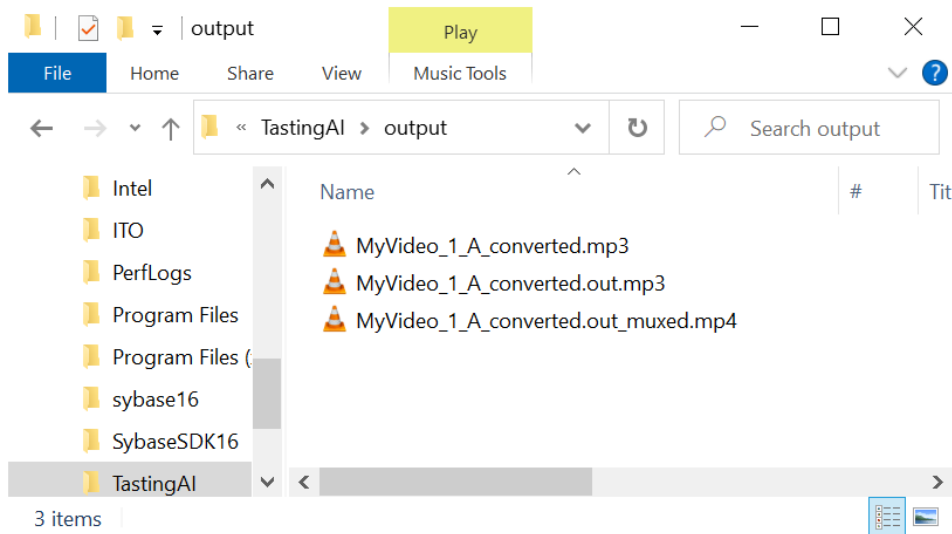 output
Play
File
Home
Share
View
Music Tools
?
« TastingAI > output
Search output
Intel
ITO
PerfLogs
Program Files
Program Files (
sybase16
SybaseSDK16
TastingAI
Name
#
Tit
MyVideo_1_A_converted.mp3
MyVideo_1_A_converted.out.mp3
MyVideo_1_A_converted.out_muxed.mp4
3 items